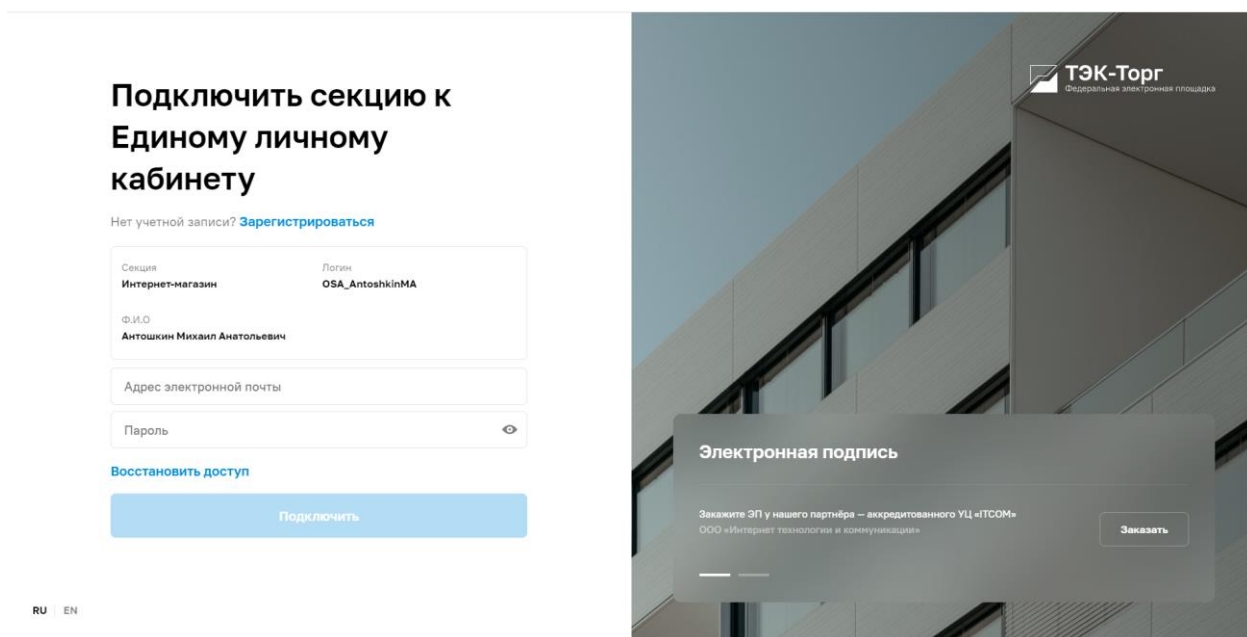 Подключить секцию к
Единому личному
кабинету
Нет учетной записи? Зарегистрироваться
Секция
Интернет-магазин
Логин
OSA_AntoshkinMA
Ф.И.О
Антошкин Михаил Анатольевич
Адрес электронной почты
Пароль
Восстановить доступ
Подключить
RU EN
ТЭК-Торг
Федеральная электронная площадка
Электронная подпись
Закажите ЭП у нашего партнёра — аккредитованного УЦ «ITCOM»
ООО «Интернет технологии и коммуникации»
Заказать